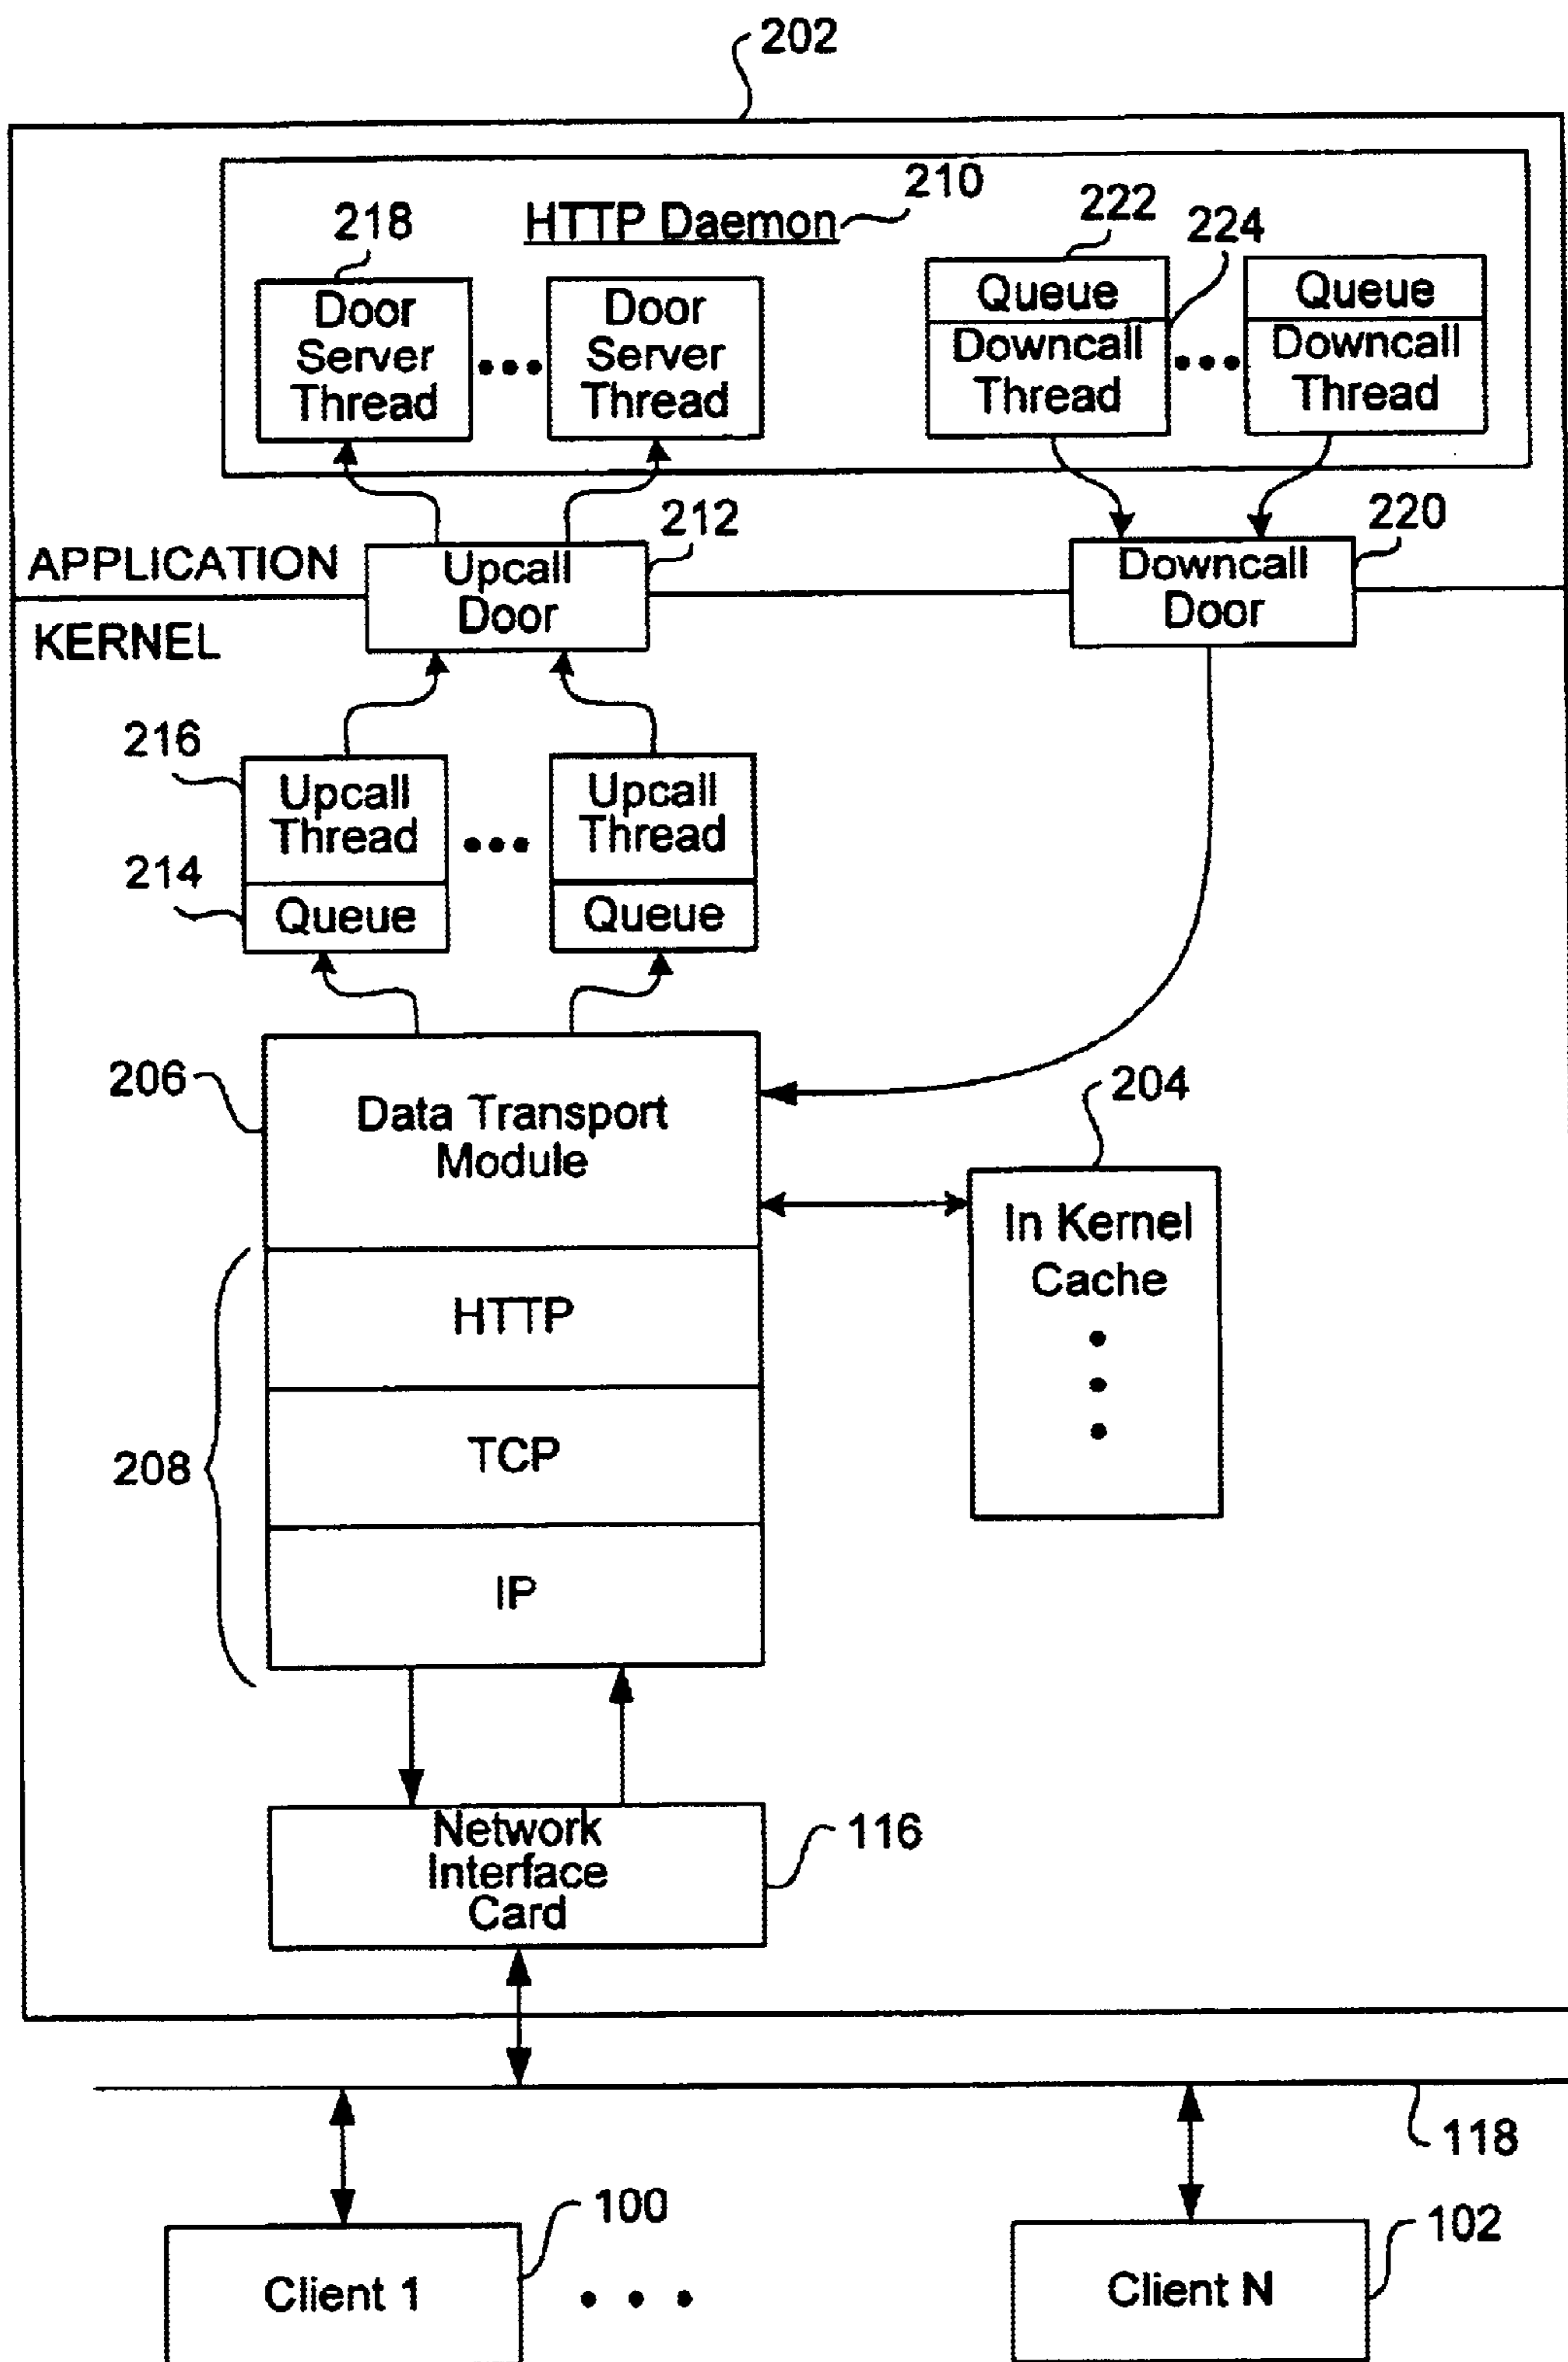 202
210
HTTP Daemon
218
222
224
Door
Server
Thread
Door
Server
Thread
Queue
Downcall
Thread
Queue
Downcall
Thread
212
220
APPLICATION
Upcall
Door
Downcall
Door
KERNEL
216
Upcall
Thread
Upcall
Thread
214
Queue
Queue
206
Data Transport
Module
204
In Kernel
Cache
HTTP
208
TCP
IP
Network
Interface
Card
116
118
100
102
Client 1
Client N